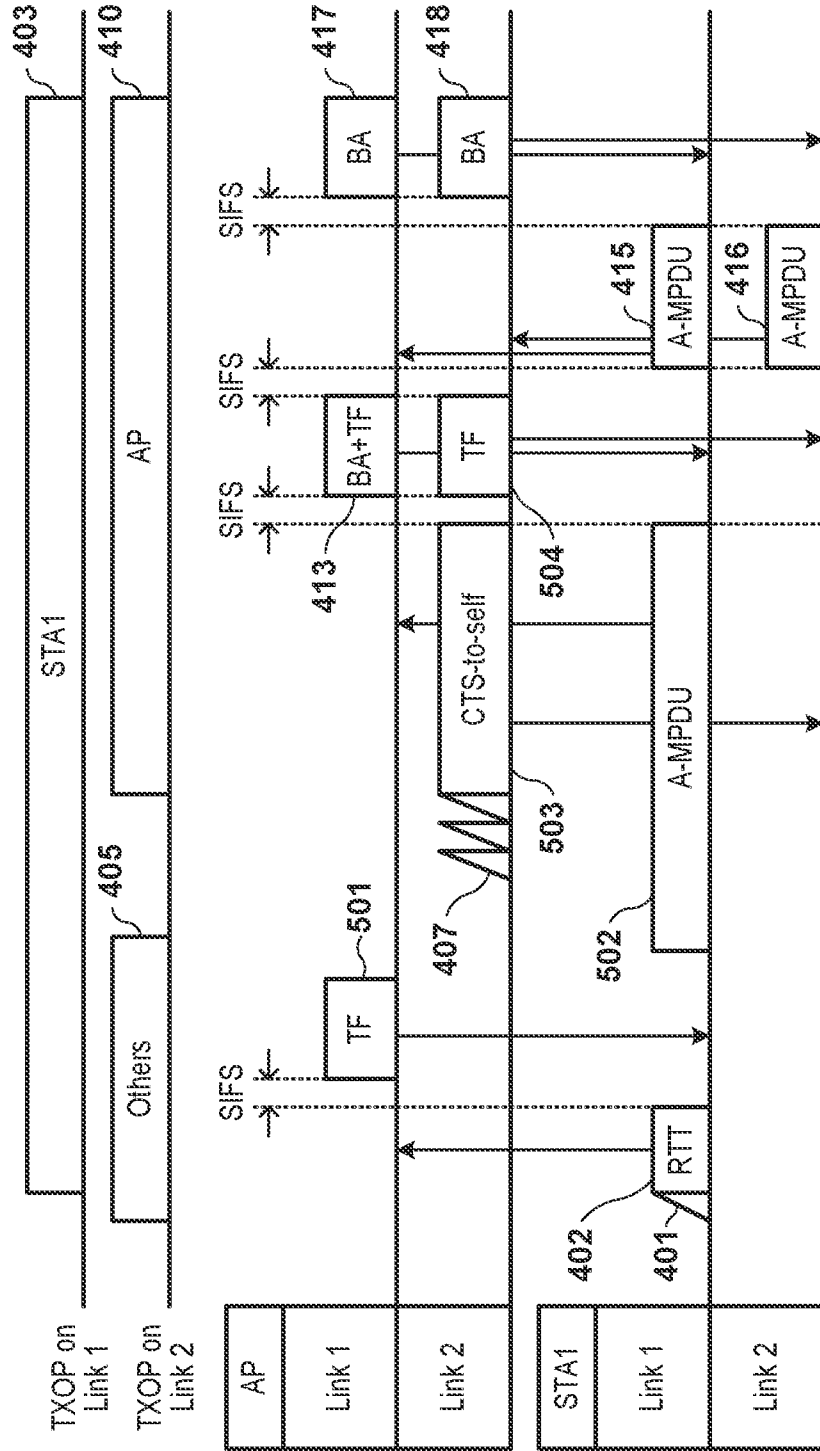 TXOP on
Link 1
STA1
403
TXOP on
Link 2
Others
405
AP
410
AP
Link 1
Link 2
SIFS
TF
501
407
CTS-to-self
503
SIFS
BA+TF
413
TF
504
SIFS
SIFS
BA
417
BA
418
STA1
Link 1
Link 2
401
402
RTT
502
A-MPDU
A-MPDU
415
A-MPDU
416